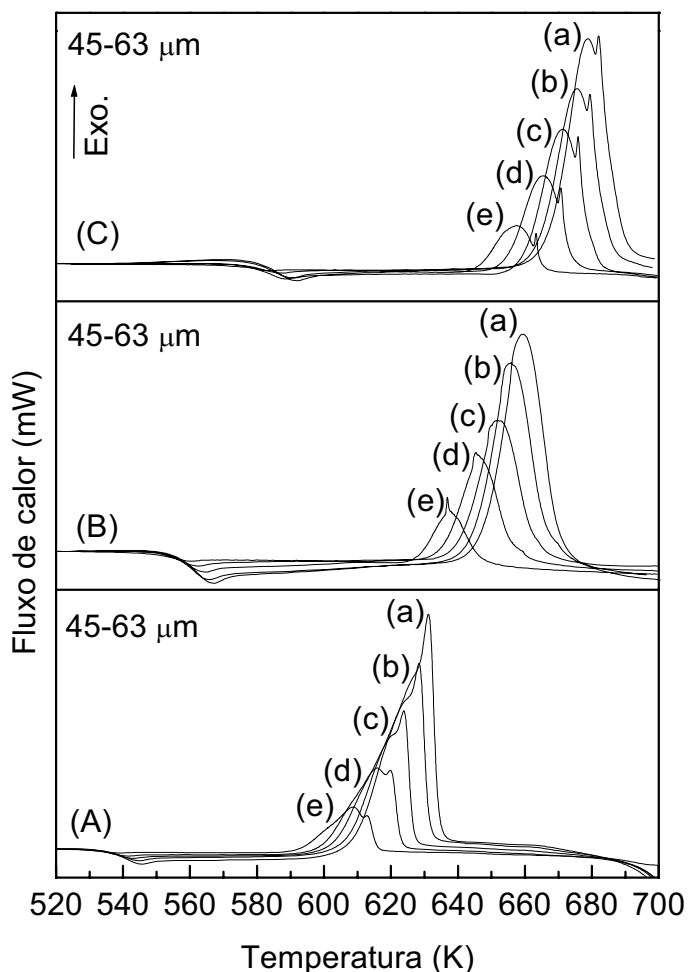 45-63 μm
Exo.
(a)
(b)
(c)
(d)
(e)
(C)
45-63 μm
(a)
(b)
(c)
(d)
(e)
(B)
45-63 μm
(a)
(b)
(c)
(d)
(e)
(A)
Fluxo de calor (mW)
520 540 560 580 600 620 640 660 680 700
Temperatura (K)